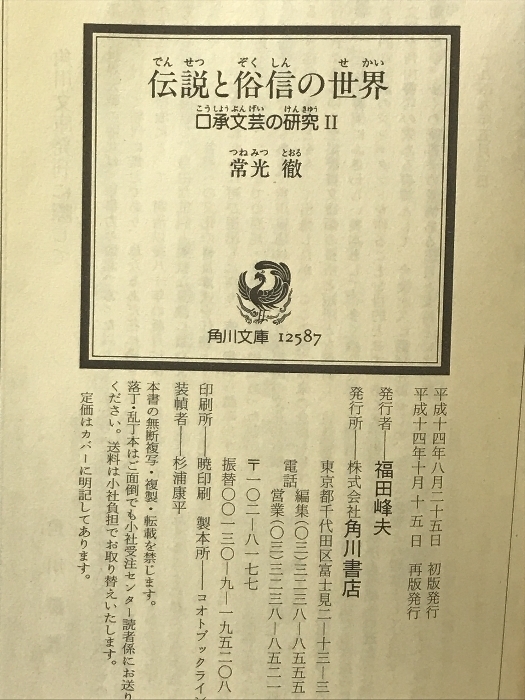 でんせつ ぞくしん せかい
伝説と俗信の世界
こうしょうぶんげい けんきゅう
口承文芸の研究 II
つねみつ とおる
常光 徹
角川文庫 12587
平成十四年八月二十五日 初版発行
平成十四年十月十五日 再版発行
発行者──福田峰夫
発行所──株式会社角川書店
東京都千代田区富士見二─十三─三
電話 編集(〇三)三二三八─八五五五
営業(〇三)三二三八─八五二一
〒一〇二─八一七七
振替〇〇一三〇─九─一九五二〇八
印刷所──暁印刷 製本所──コオトブックライン
装幀者──杉浦康平
本書の無断複写・複製・転載を禁じます。
落丁・乱丁本はご面倒でも小社受注センター読者係にお送り
ください。送料は小社負担でお取り替えいたします。
定価はカバーに明記してあります。